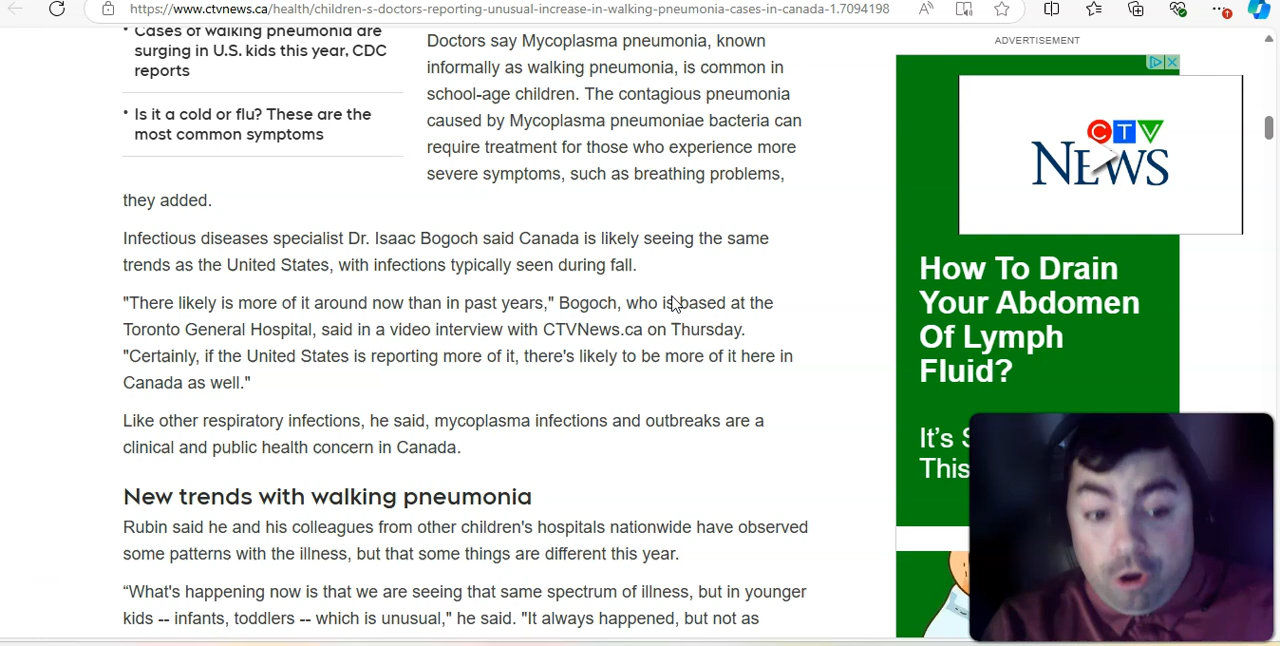 https://www.ctvnews.ca/health/children-s-doctors-reporting-unusual-increase-in-walking-pneumonia-cases-in-canada-1.7094198
• Cases of walking pneumonia are
surging in U.S. kids this year, CDC
reports
• Is it a cold or flu? These are the
most common symptoms
Doctors say Mycoplasma pneumonia, known
informally as walking pneumonia, is common in
school-age children. The contagious pneumonia
caused by Mycoplasma pneumoniae bacteria can
require treatment for those who experience more
severe symptoms, such as breathing problems,
they added.
Infectious diseases specialist Dr. Isaac Bogoch said Canada is likely seeing the same
trends as the United States, with infections typically seen during fall.
"There likely is more of it around now than in past years," Bogoch, who is based at the
Toronto General Hospital, said in a video interview with CTVNews.ca on Thursday.
"Certainly, if the United States is reporting more of it, there's likely to be more of it here in
Canada as well."
Like other respiratory infections, he said, mycoplasma infections and outbreaks are a
clinical and public health concern in Canada.
New trends with walking pneumonia
Rubin said he and his colleagues from other children's hospitals nationwide have observed
some patterns with the illness, but that some things are different this year.
“What's happening now is that we are seeing that same spectrum of illness, but in younger
kids -- infants, toddlers -- which is unusual," he said. "It always happened, but not as
ADVERTISEMENT
CTV
NEWS
How To Drain
Your Abdomen
Of Lymph
Fluid?
It’s
This